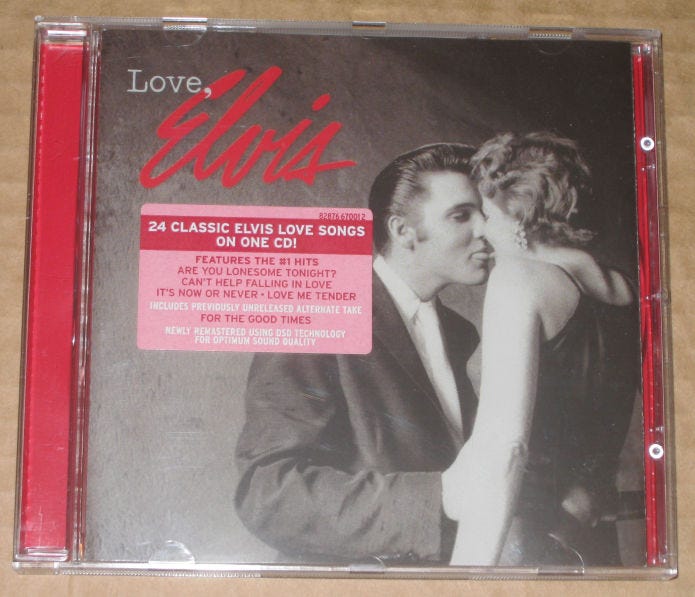 Love,
Elvis
82876 67001 2
24 CLASSIC ELVIS LOVE SONGS
ON ONE CD!
FEATURES THE #1 HITS
ARE YOU LONESOME TONIGHT?
CAN'T HELP FALLING IN LOVE
IT'S NOW OR NEVER • LOVE ME TENDER
INCLUDES PREVIOUSLY UNRELEASED ALTERNATE TAKE
FOR THE GOOD TIMES
NEWLY REMASTERED USING DSD TECHNOLOGY
FOR OPTIMUM SOUND QUALITY